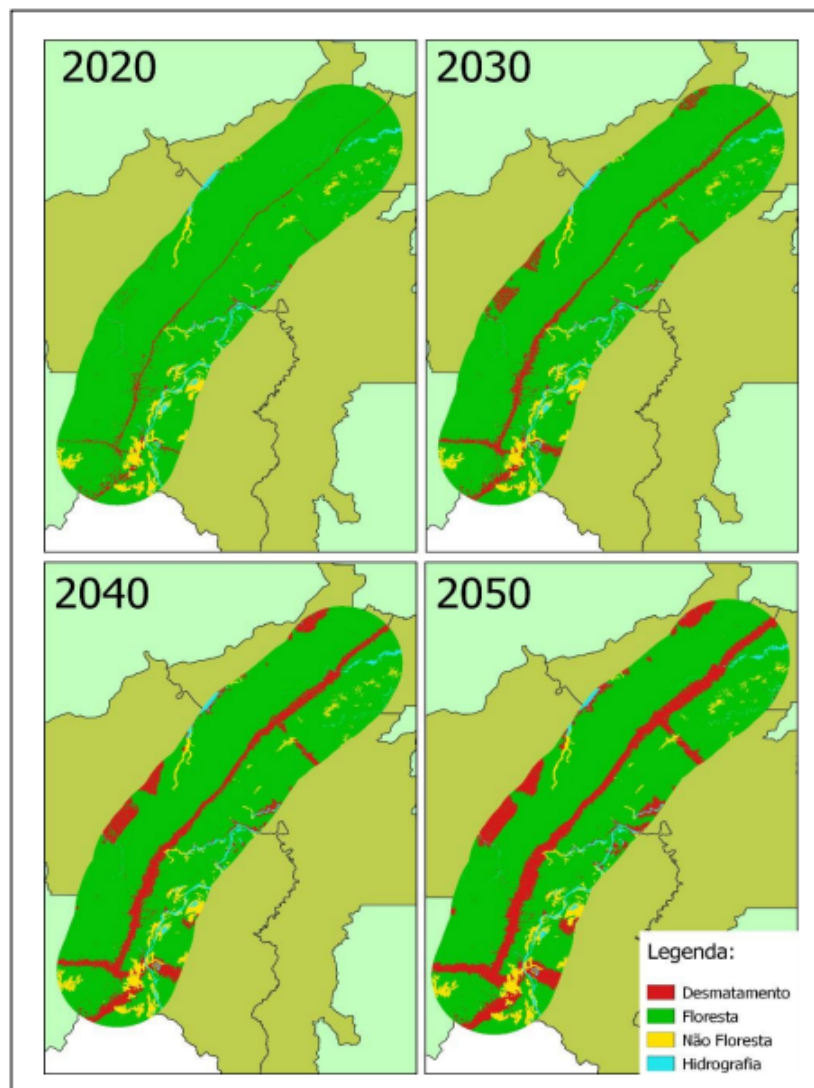 2020
2030
2040
2050
Legenda:
Desmatamento
Floresta
Não Floresta
Hidrografia